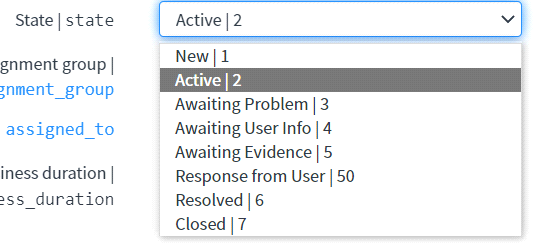 State | state
Active | 2
New | 1
Active | 2
gnment group |
Awaiting Problem | 3
gnment_group
Awaiting User Info | 4
assigned_to
Awaiting Evidence | 5
iness duration |
Response from User | 50
ess_duration
Resolved | 6
Closed | 7